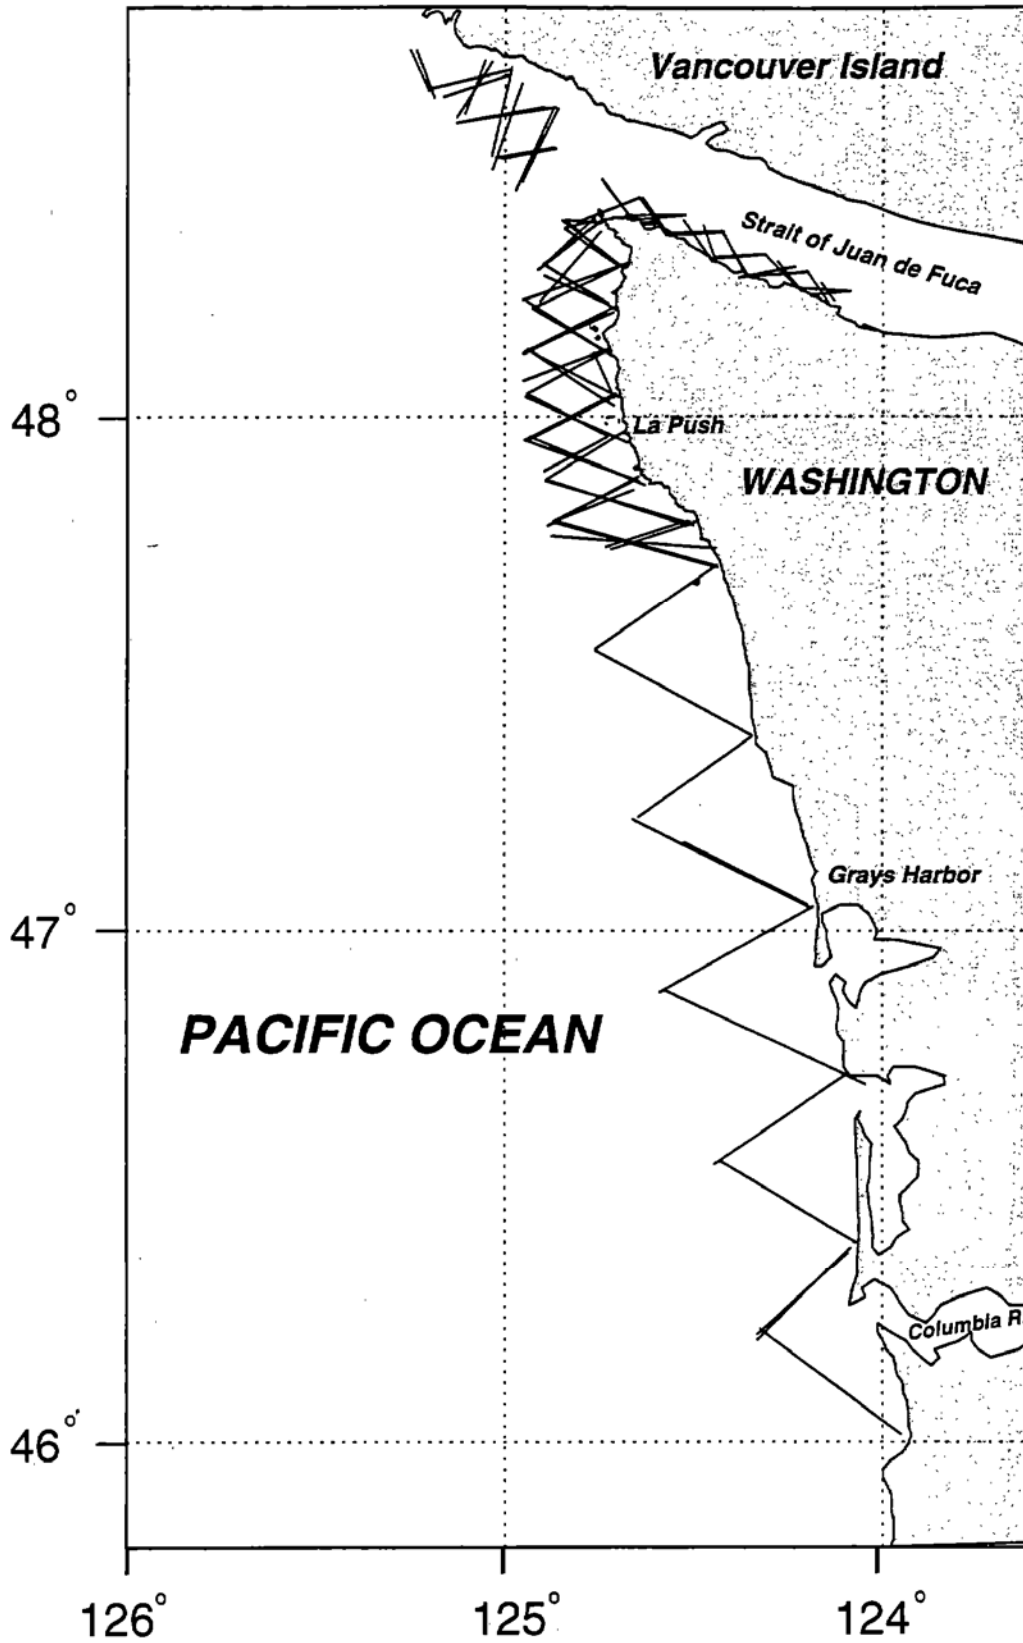 Vancouver Island
Strait of Juan de Fuca
48°
La Push
WASHINGTON
Grays Harbor
47°
PACIFIC OCEAN
Columbia R.
46°
126° 125° 124°